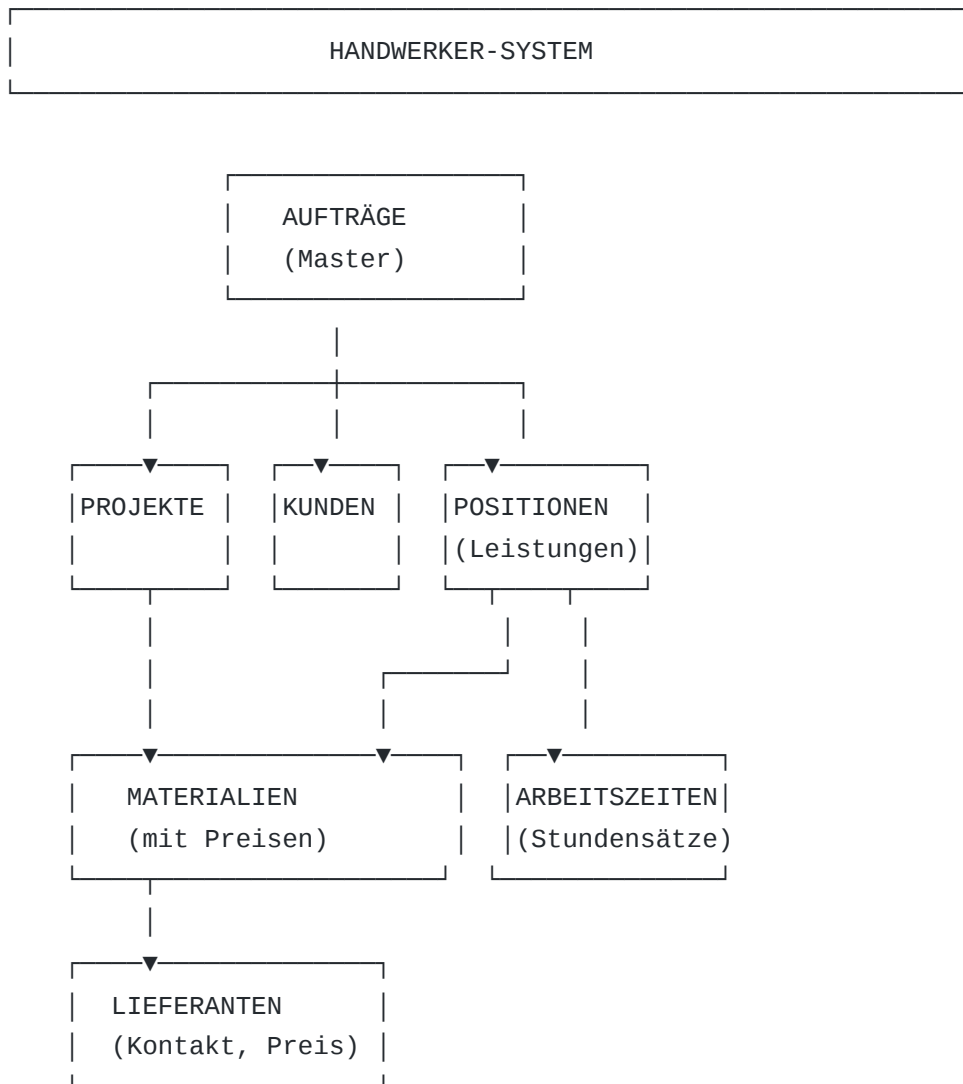 HANDWERKER-SYSTEM
AUFTRÄGE
(Master)
PROJEKTE KUNDEN POSITIONEN
(Leistungen)
MATERIALIEN ARBEITSZEITEN
(mit Preisen) (Stundensätze)
LIEFERANTEN
(Kontakt, Preis)